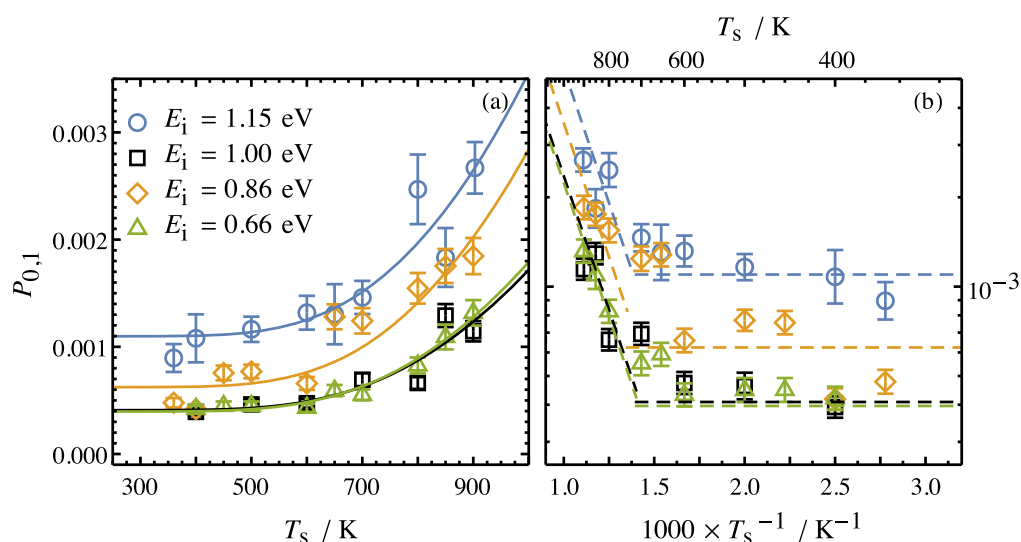 T_s / K
800 600 400
0.003
0.002
0.001
0.000
P_0,1
(a)
E_i = 1.15 eV
E_i = 1.00 eV
E_i = 0.86 eV
E_i = 0.66 eV
(b)
10^−3
300 500 700 900
1.0 1.5 2.0 2.5 3.0
T_s / K
1000 × T_s^−1 / K^−1